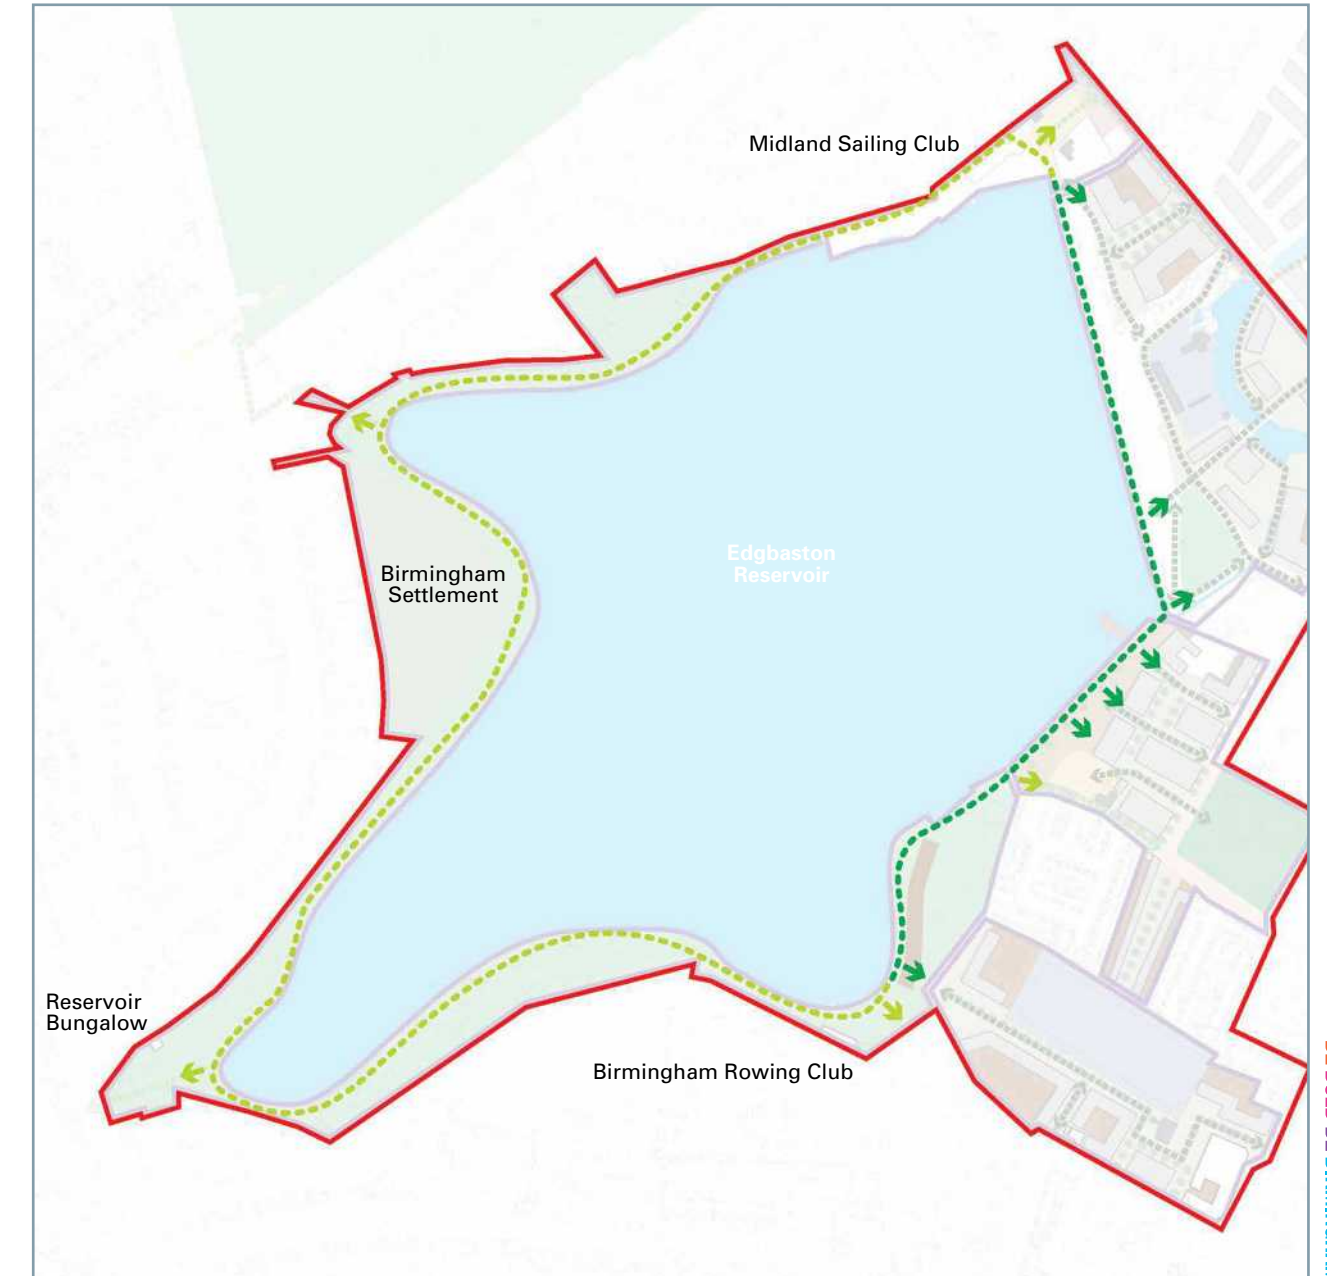 Midland Sailing Club
Edgbaston
Reservoir
Birmingham
Settlement
Reservoir
Bungalow
Birmingham Rowing Club